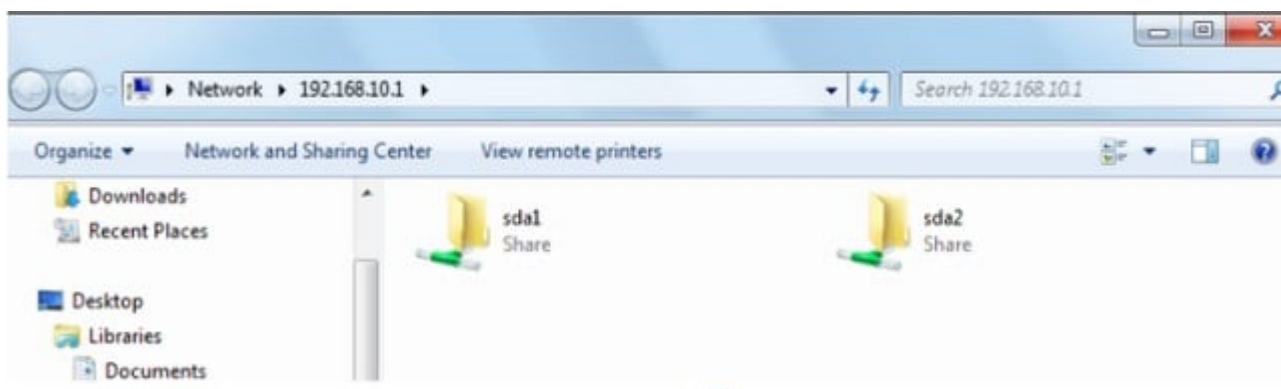 Network 192.168.10.1
Search 192.168.10.1
Organize
Network and Sharing Center
View remote printers
Downloads
Recent Places
Desktop
Libraries
Documents
sda1
Share
sda2
Share